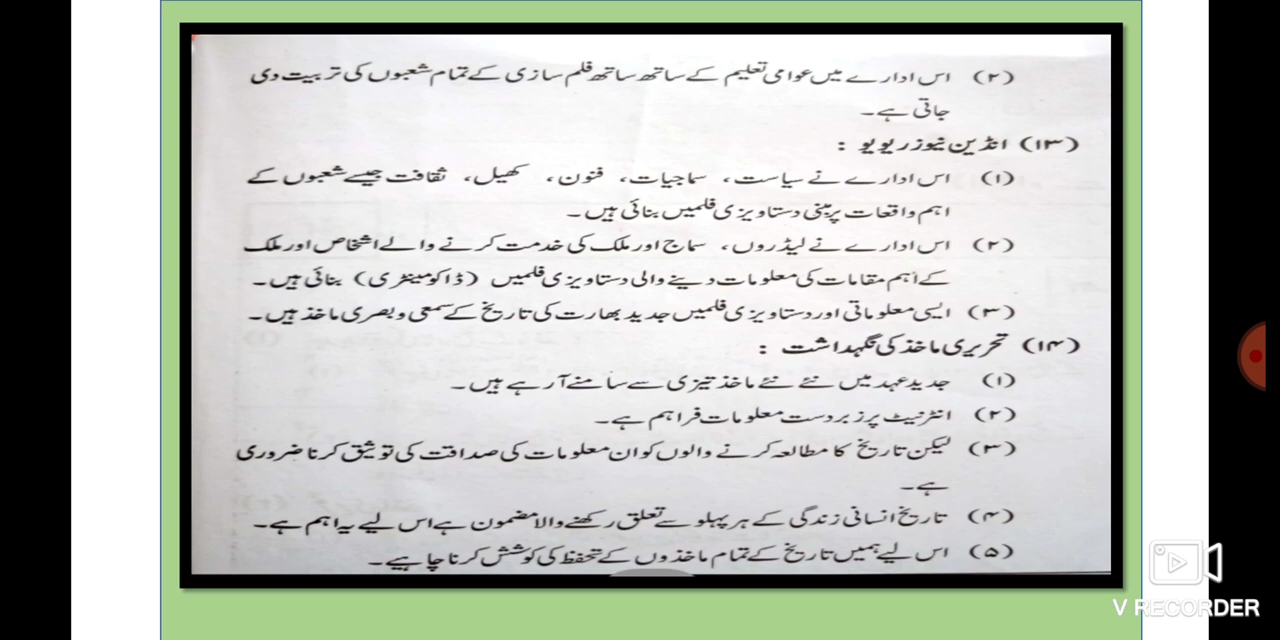 (۲) اس ادارے میں عوامی تعلیم کے ساتھ ساتھ فلم سازی کے تمام شعبوں کی تربیت دی
جاتی ہے۔
(۱۳) انڈین نیوز ریویو :
(۱) اس ادارے نے سیاست، سماجیات، فنون، کھیل، ثقافت جیسے شعبوں کے
اہم واقعات پر مبنی دستاویزی فلمیں بنائی ہیں۔
(۲) اس ادارے نے لیڈروں، سماج اور ملک کی خدمت کرنے والے اشخاص اور ملک
کے اہم مقامات کی معلومات دینے والی دستاویزی فلمیں (ڈاکومینٹری) بنائی ہیں۔
(۳) ایسی معلوماتی اور دستاویزی فلمیں جدید بھارت کی تاریخ کے سمعی و بصری ماخذ ہیں۔
(۱۴) تحریری ماخذ کی نگہداشت :
(۱) جدید عہد میں نئے نئے ماخذ تیزی سے سامنے آرہے ہیں۔
(۲) انٹرنیٹ پر زبردست معلومات فراہم ہے۔
(۳) لیکن تاریخ کا مطالعہ کرنے والوں کو ان معلومات کی صداقت کی توثیق کرنا ضروری
ہے۔
(۴) تاریخ انسانی زندگی کے ہر پہلو سے تعلق رکھنے والا مضمون ہے اس لیے یہ اہم ہے۔
(۵) اس لیے ہمیں تاریخ کے تمام ماخذوں کے تحفظ کی کوشش کرنا چاہیے۔
V RECORDER